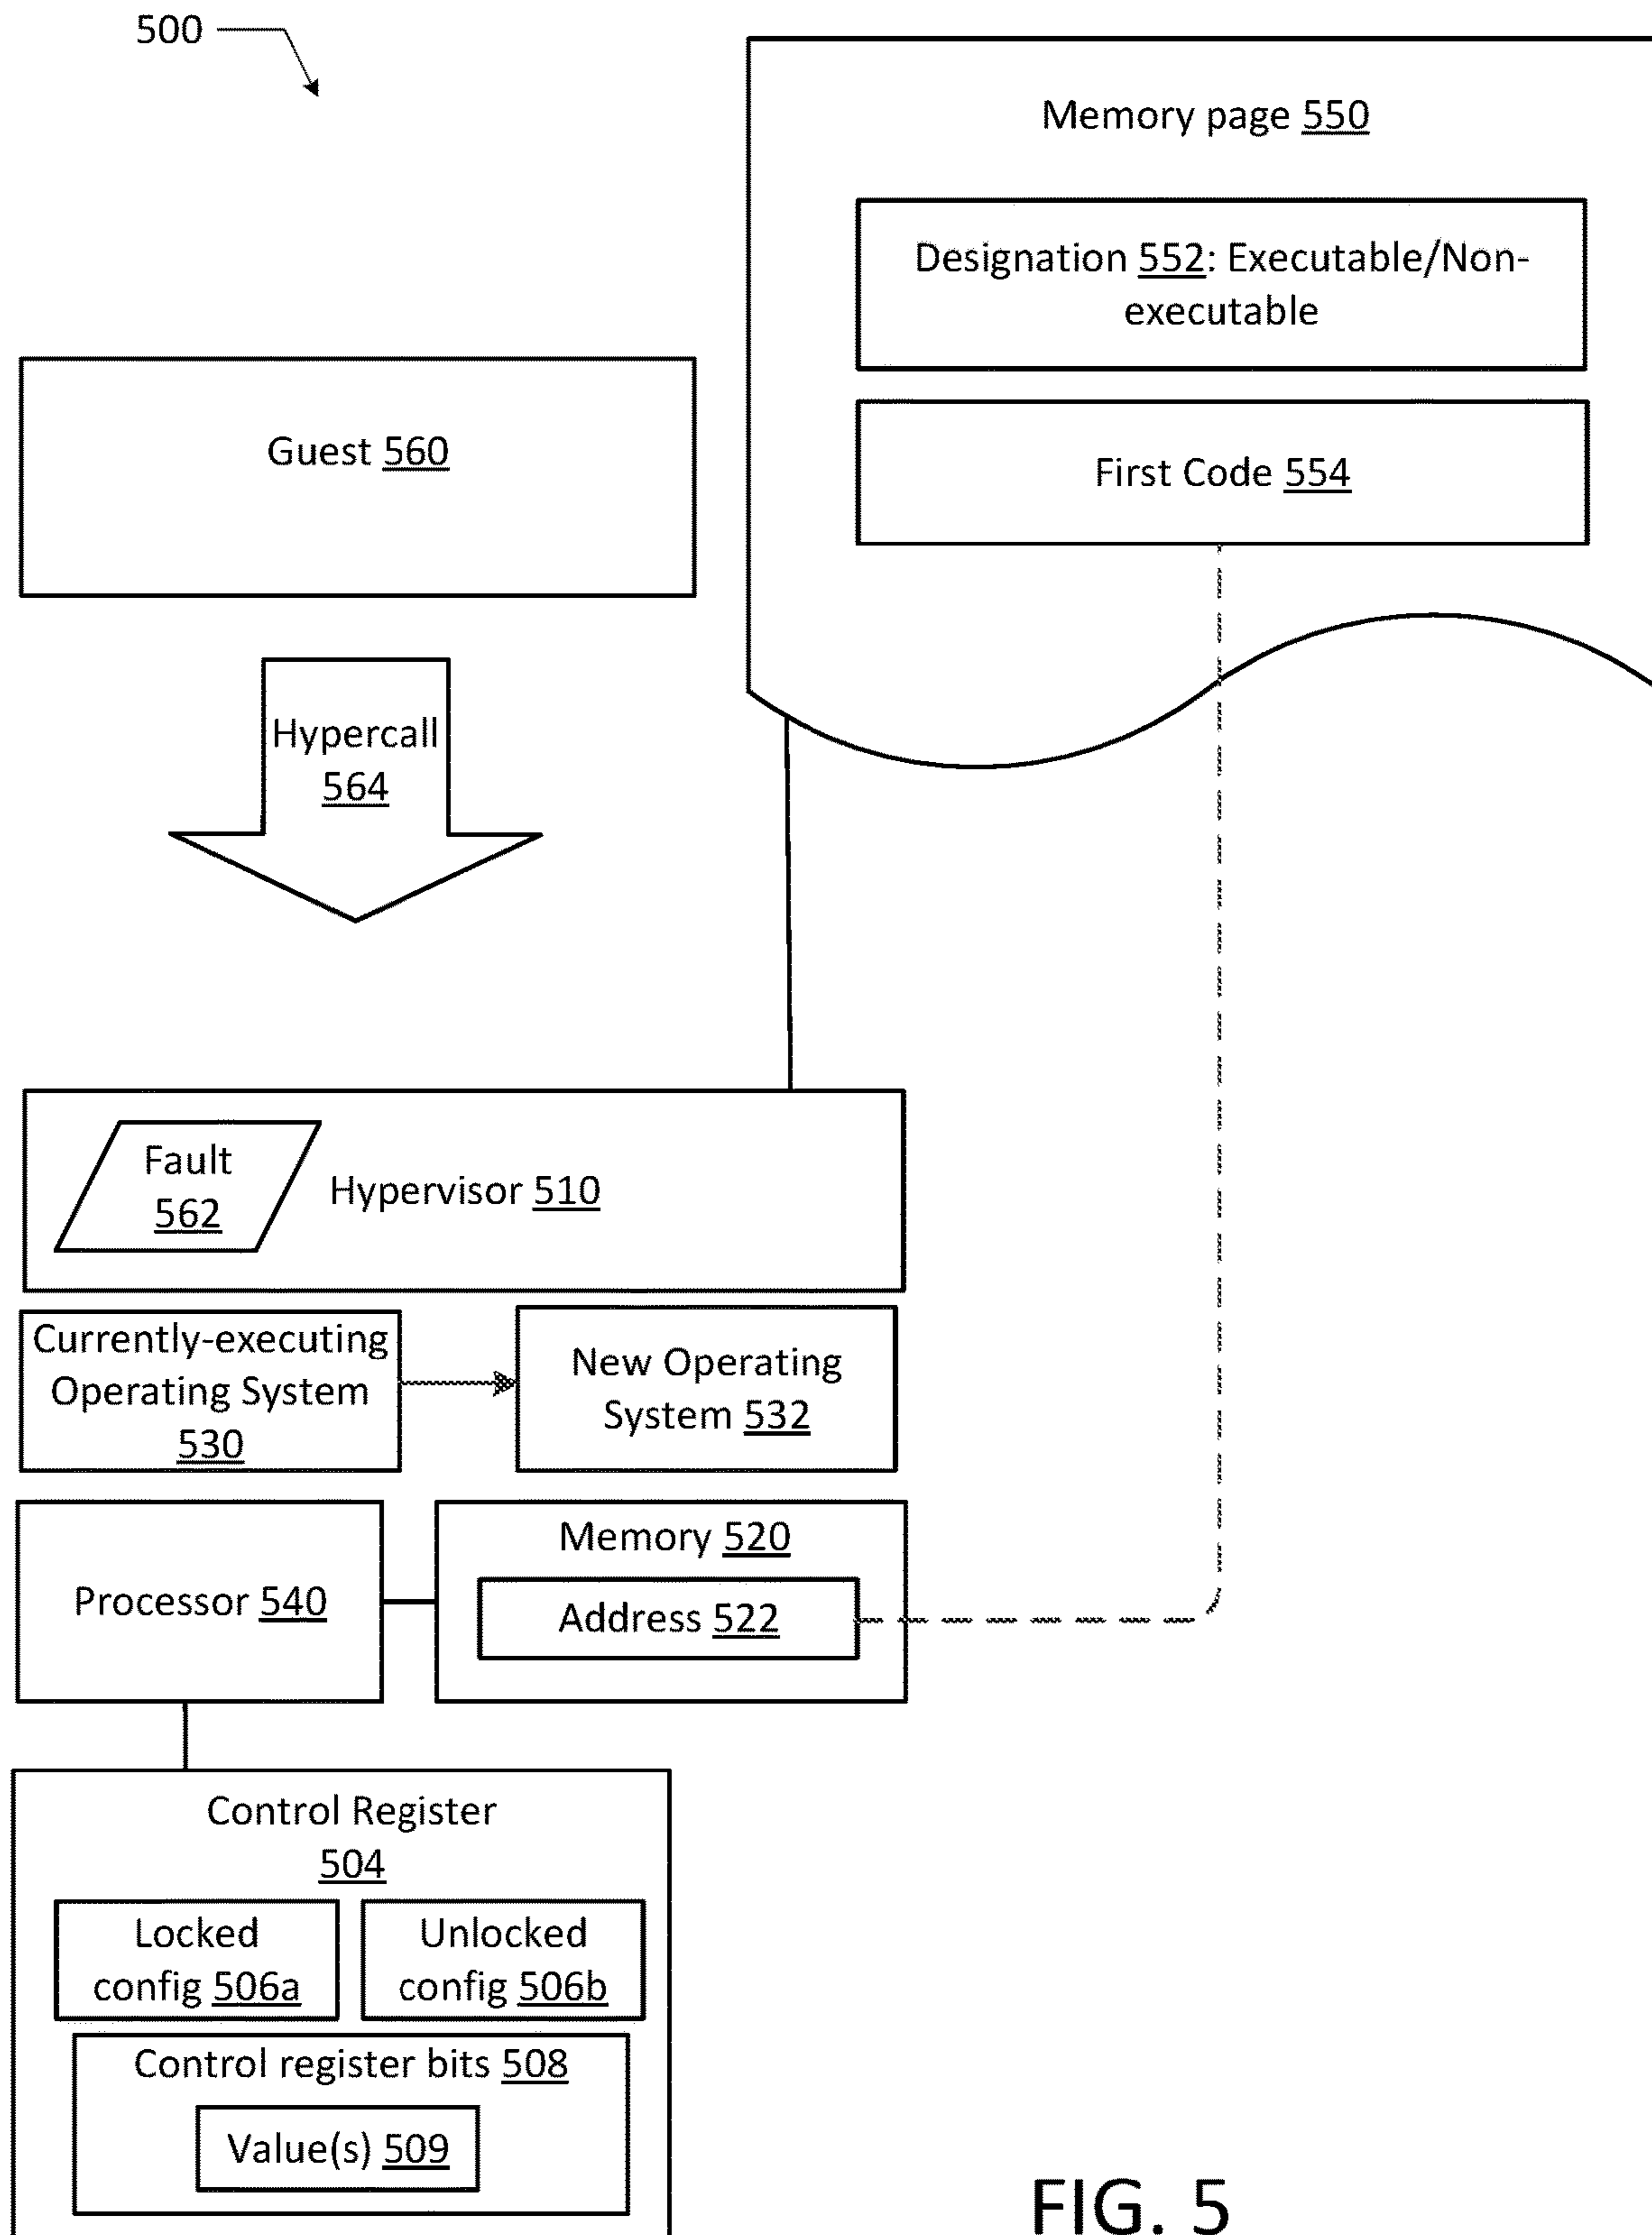 500
Memory page 550
Designation 552: Executable/Non-
executable
First Code 554
Guest 560
Hypercall
564
Fault
562
Hypervisor 510
Currently-executing
Operating System
530
New Operating
System 532
Processor 540
Memory 520
Address 522
Control Register
504
Locked
config 506a
Unlocked
config 506b
Control register bits 508
Value(s) 509
FIG. 5